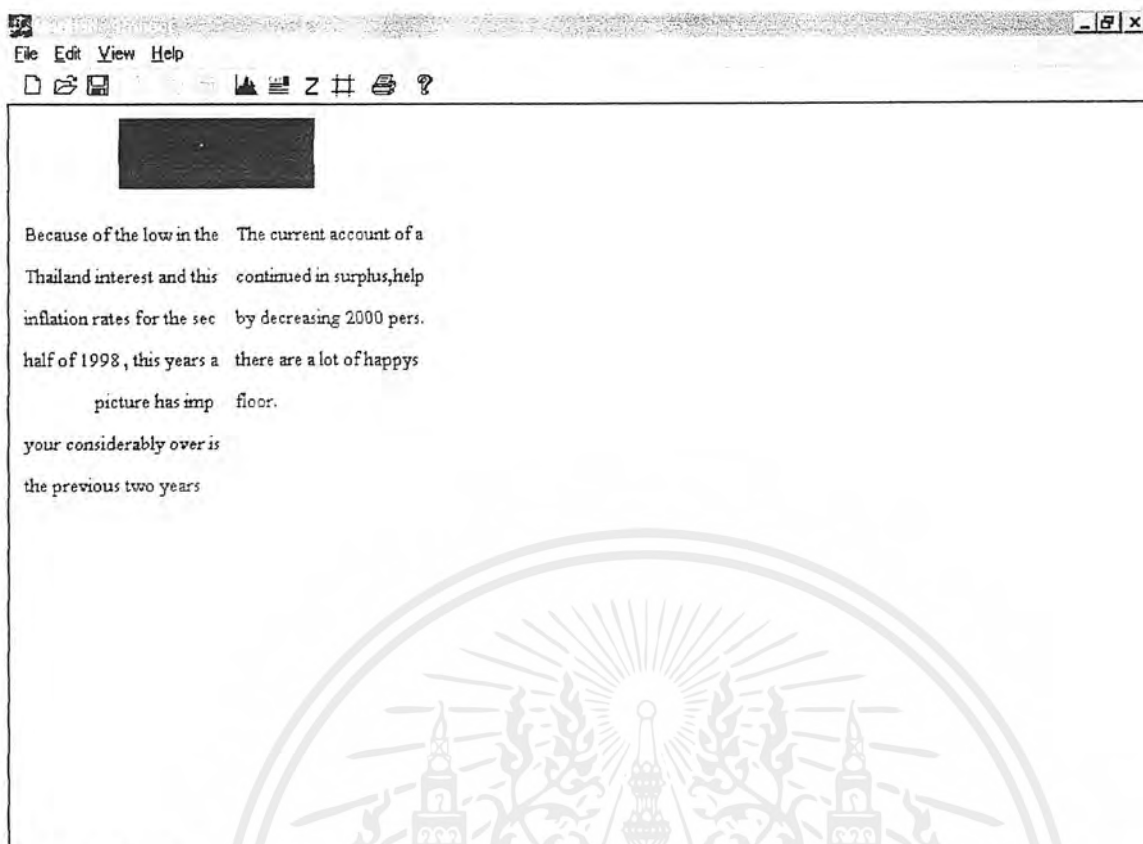 File Edit View Help
Because of the low in the
Thailand interest and this
inflation rates for the sec
half of 1998 , this years a
picture has imp
your considerably over is
the previous two years
The current account of a
continued in surplus,help
by decreasing 2000 pers.
there are a lot of happys
floor.